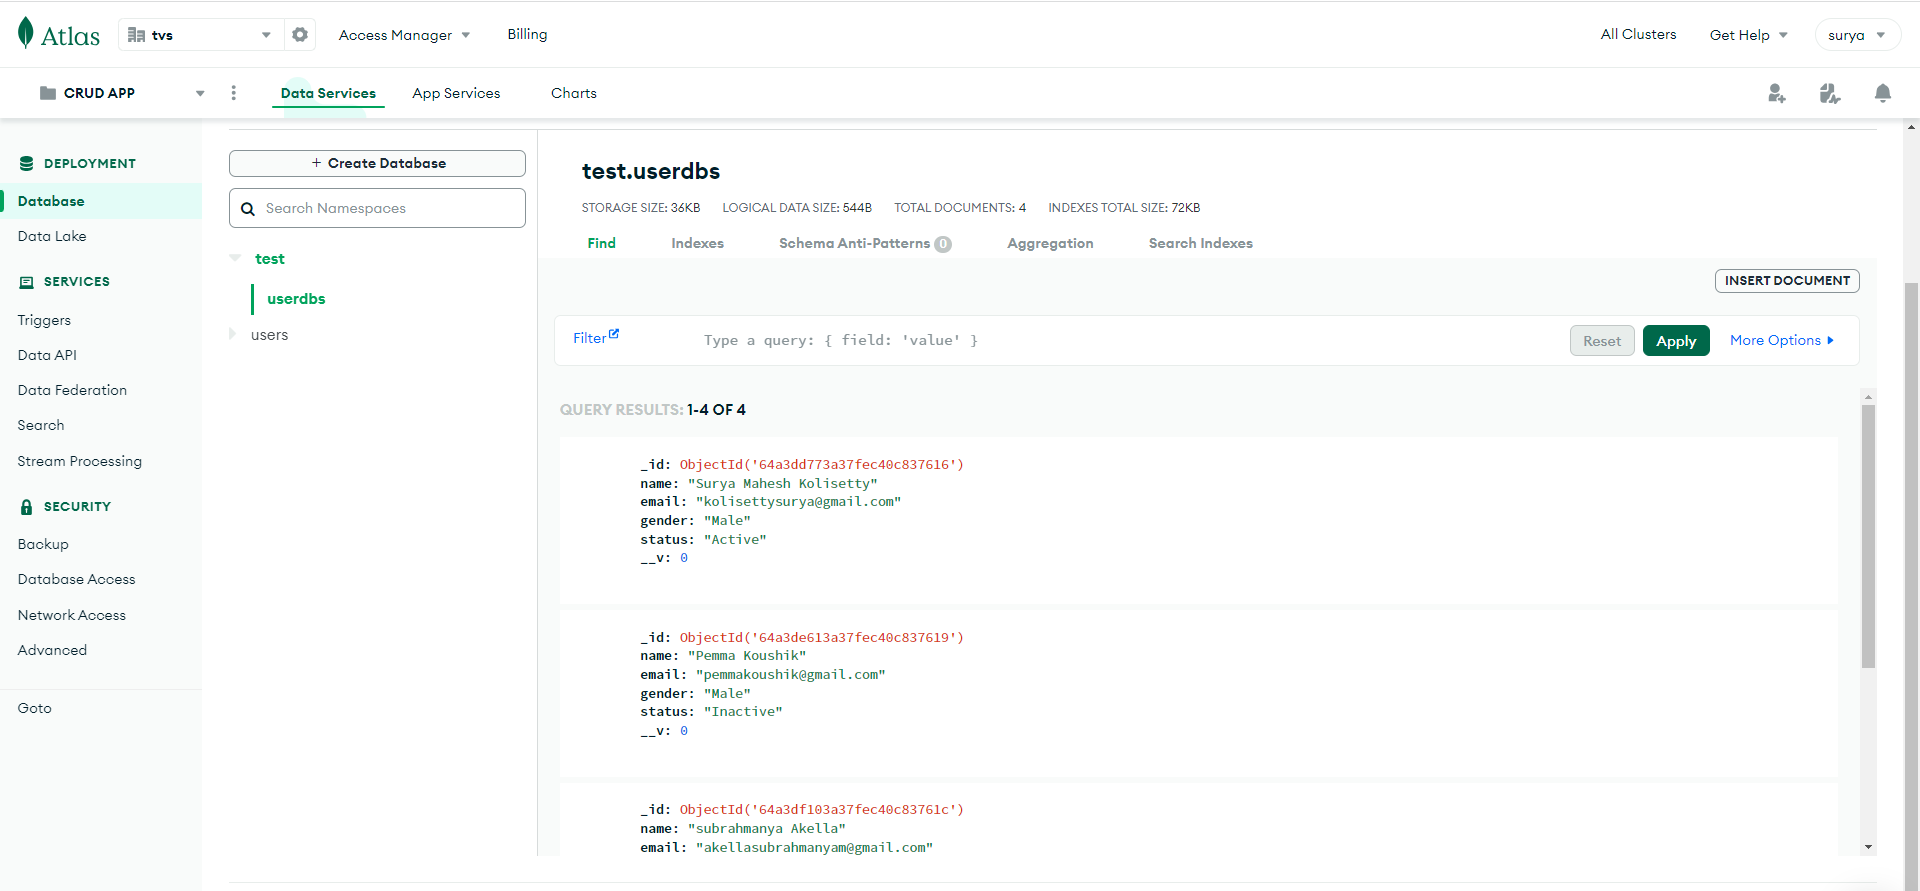 Atlas
tvs
Access Manager
Billing
All Clusters
Get Help
surya
CRUD APP
Data Services
App Services
Charts
DEPLOYMENT
Database
Data Lake
SERVICES
Triggers
Data API
Data Federation
Search
Stream Processing
SECURITY
Backup
Database Access
Network Access
Advanced
Goto
+ Create Database
Search Namespaces
test
userdbs
users
test.userdbs
STORAGE SIZE: 36KB LOGICAL DATA SIZE: 544B TOTAL DOCUMENTS: 4 INDEXES TOTAL SIZE: 72KB
Find Indexes Schema Anti-Patterns 0 Aggregation Search Indexes
INSERT DOCUMENT
Filter Type a query: { field: 'value' } Reset Apply More Options
QUERY RESULTS: 1-4 OF 4
_id: ObjectId('64a3dd773a37fec40c837616')
name: "Surya Mahesh Kolisetty"
email: "kolisettysurya@gmail.com"
gender: "Male"
status: "Active"
__v: 0
_id: ObjectId('64a3de613a37fec40c837619')
name: "Pemma Koushik"
email: "pemmakoushik@gmail.com"
gender: "Male"
status: "Inactive"
__v: 0
_id: ObjectId('64a3df103a37fec40c83761c')
name: "subrahmanya Akella"
email: "akellasubrahmanyam@gmail.com"